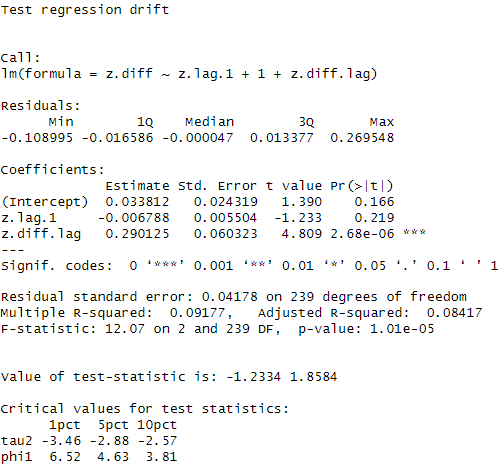 Test regression drift
Call:
lm(formula = z.diff ~ z.lag.1 + 1 + z.diff.lag)
Residuals:
Min 1Q Median 3Q Max
-0.108995 -0.016586 -0.000047 0.013377 0.269548
Coefficients:
Estimate Std. Error t value Pr(>|t|)
(Intercept) 0.033812 0.024319 1.390 0.166
z.lag.1 -0.006788 0.005504 -1.233 0.219
z.diff.lag 0.290125 0.060323 4.809 2.68e-06 ***
---
Signif. codes: 0 ‘***’ 0.001 ‘**’ 0.01 ‘*’ 0.05 ‘.’ 0.1 ‘ ’ 1
Residual standard error: 0.04178 on 239 degrees of freedom
Multiple R-squared: 0.09177, Adjusted R-squared: 0.08417
F-statistic: 12.07 on 2 and 239 DF, p-value: 1.01e-05
Value of test-statistic is: -1.2334 1.8584
Critical values for test statistics:
1pct 5pct 10pct
tau2 -3.46 -2.88 -2.57
phi1 6.52 4.63 3.81